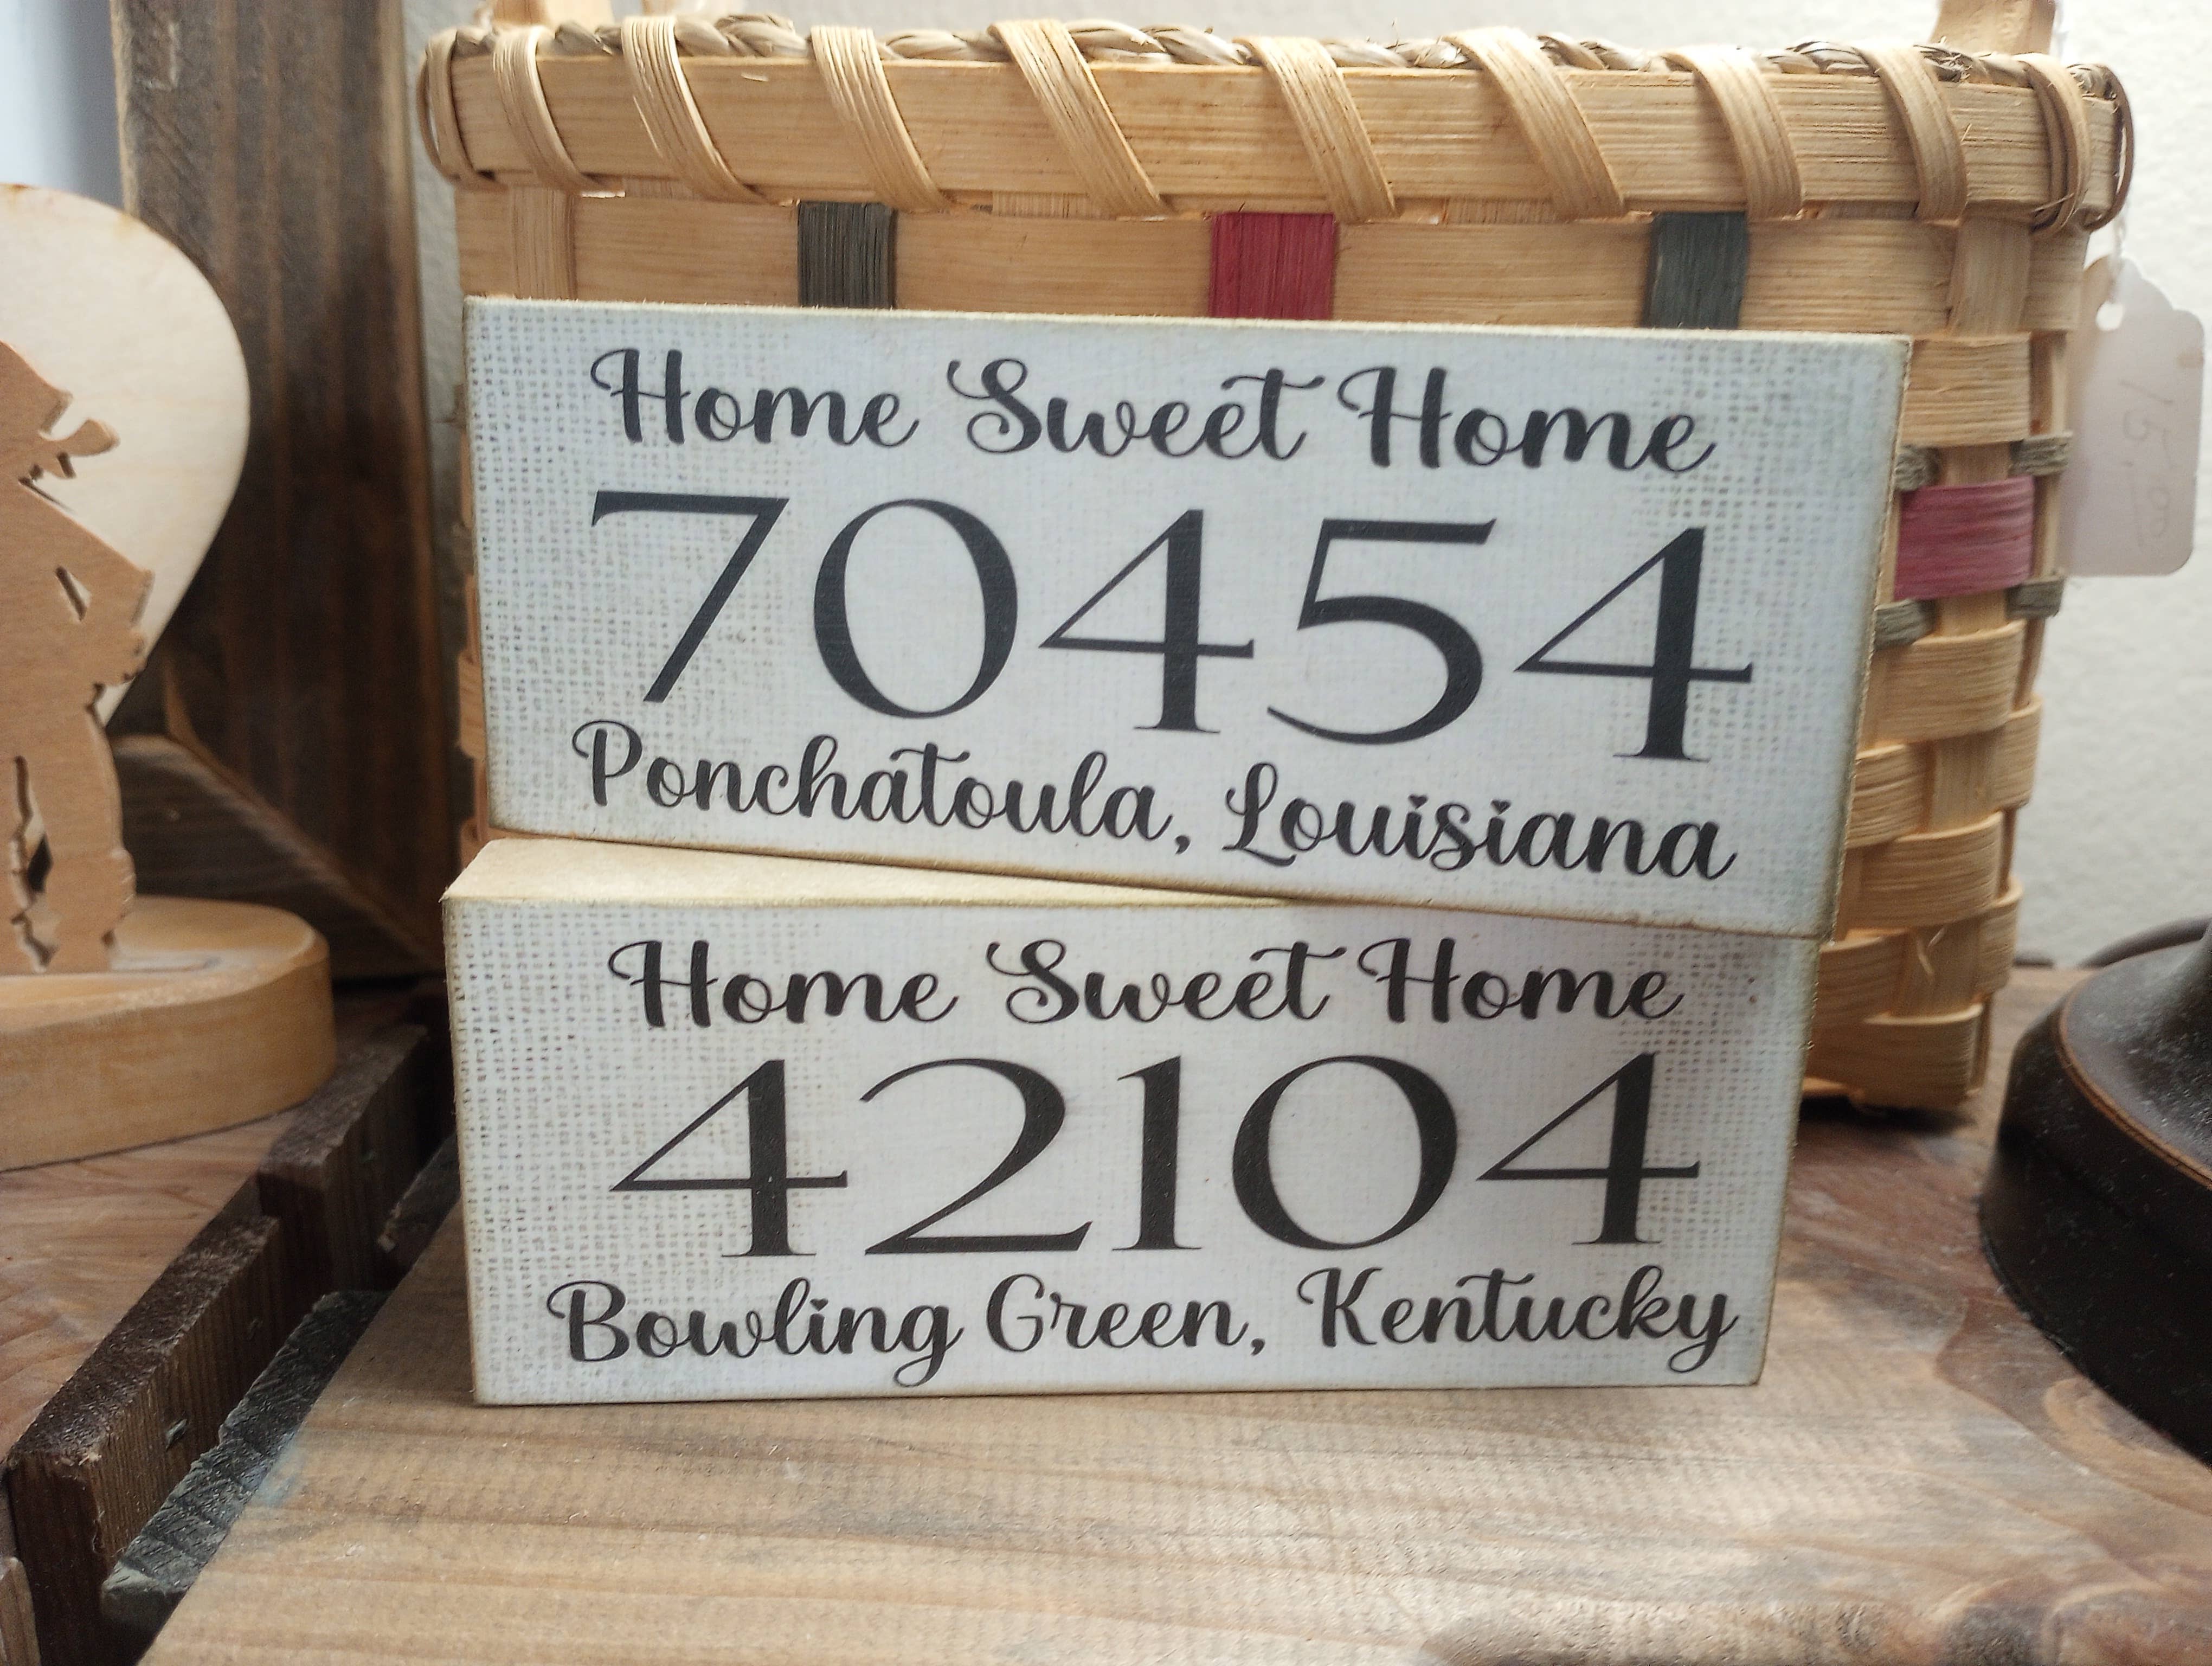 Home Sweet Home
70454
Ponchatoula, Louisiana
Home Sweet Home
42104
Bowling Green, Kentucky